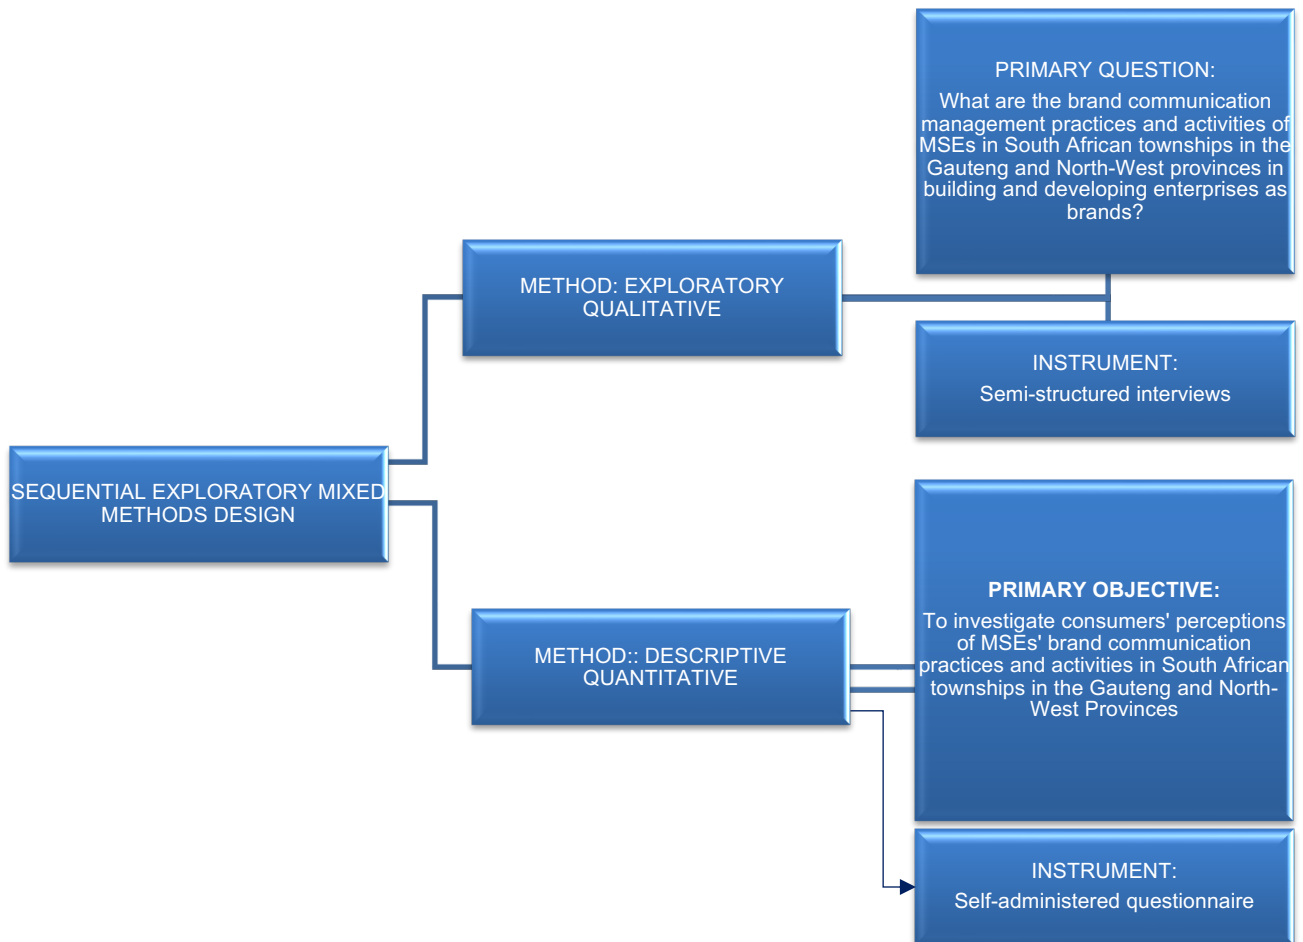 PRIMARY QUESTION:
What are the brand communication
management practices and activities of
MSEs in South African townships in the
Gauteng and North-West provinces in
building and developing enterprises as
brands?
METHOD: EXPLORATORY
QUALITATIVE
INSTRUMENT:
Semi-structured interviews
SEQUENTIAL EXPLORATORY MIXED
METHODS DESIGN
PRIMARY OBJECTIVE:
To investigate consumers' perceptions
of MSEs' brand communication
practices and activities in South African
townships in the Gauteng and North-
West Provinces
METHOD:: DESCRIPTIVE
QUANTITATIVE
INSTRUMENT:
Self-administered questionnaire